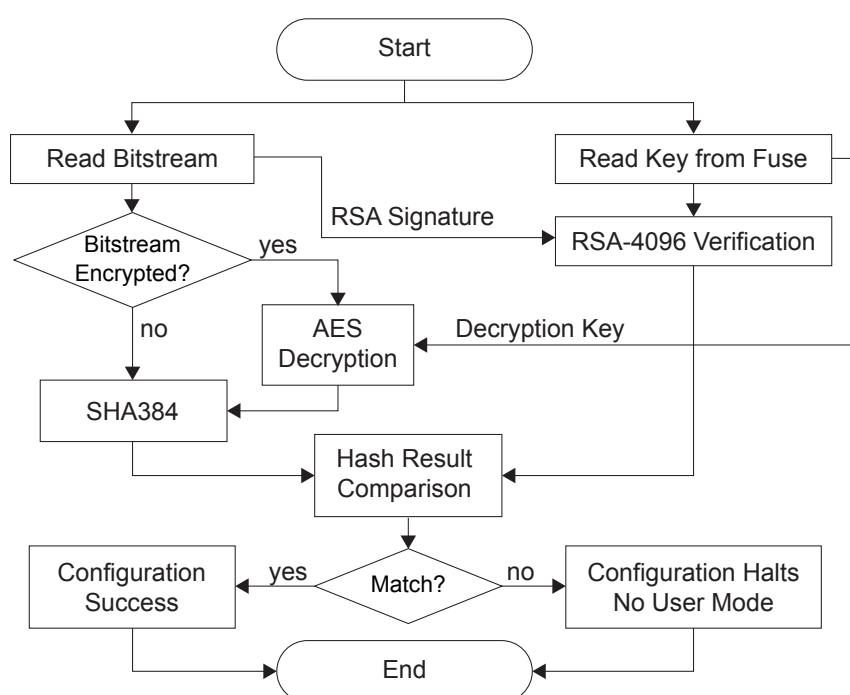 Start
Read Bitstream
Read Key from Fuse
RSA Signature
RSA-4096 Verification
Bitstream
Encrypted?
yes
no
AES
Decryption
Decryption Key
SHA384
Hash Result
Comparison
Configuration
Success
yes
Match?
no
Configuration Halts
No User Mode
End